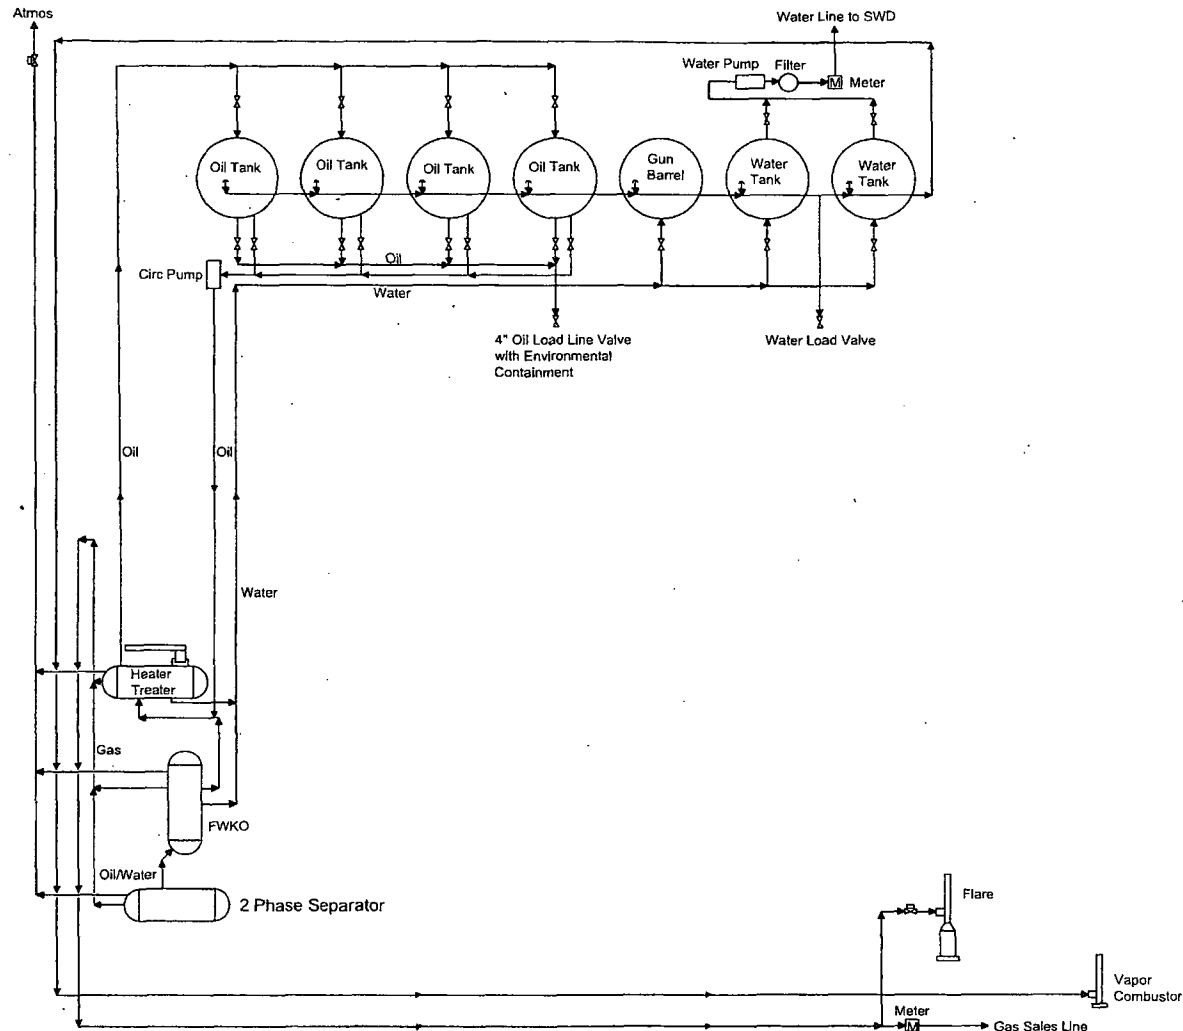 Atmos
Water Line to SWD
Water Pump
Filter
M
Meter
Oil Tank
Oil Tank
Oil Tank
Oil Tank
Gun
Barrel
Water
Tank
Water
Tank
Circ Pump
Oil
Water
4" Oil Load Line Valve
with Environmental
Containment
Water Load Valve
Oil
Oil
Water
Heater
Treater
Gas
FWKO
Oil/Water
2 Phase Separator
Flare
Vapor
Combustor
Meter
M
Gas Sales Line